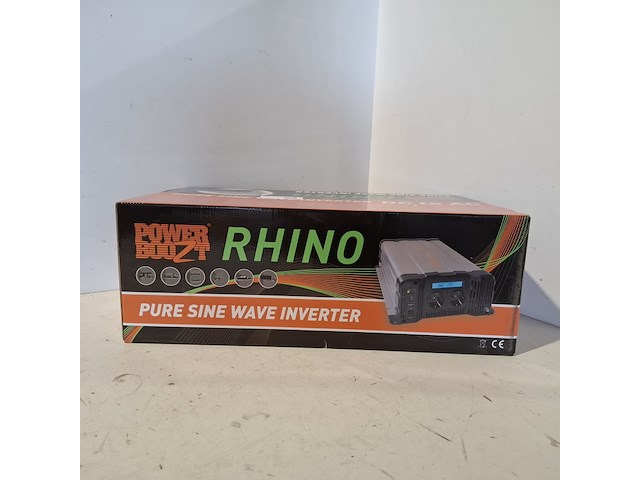 POWER
BOOZT
RHINO
PURE SINE WAVE INVERTER
CE